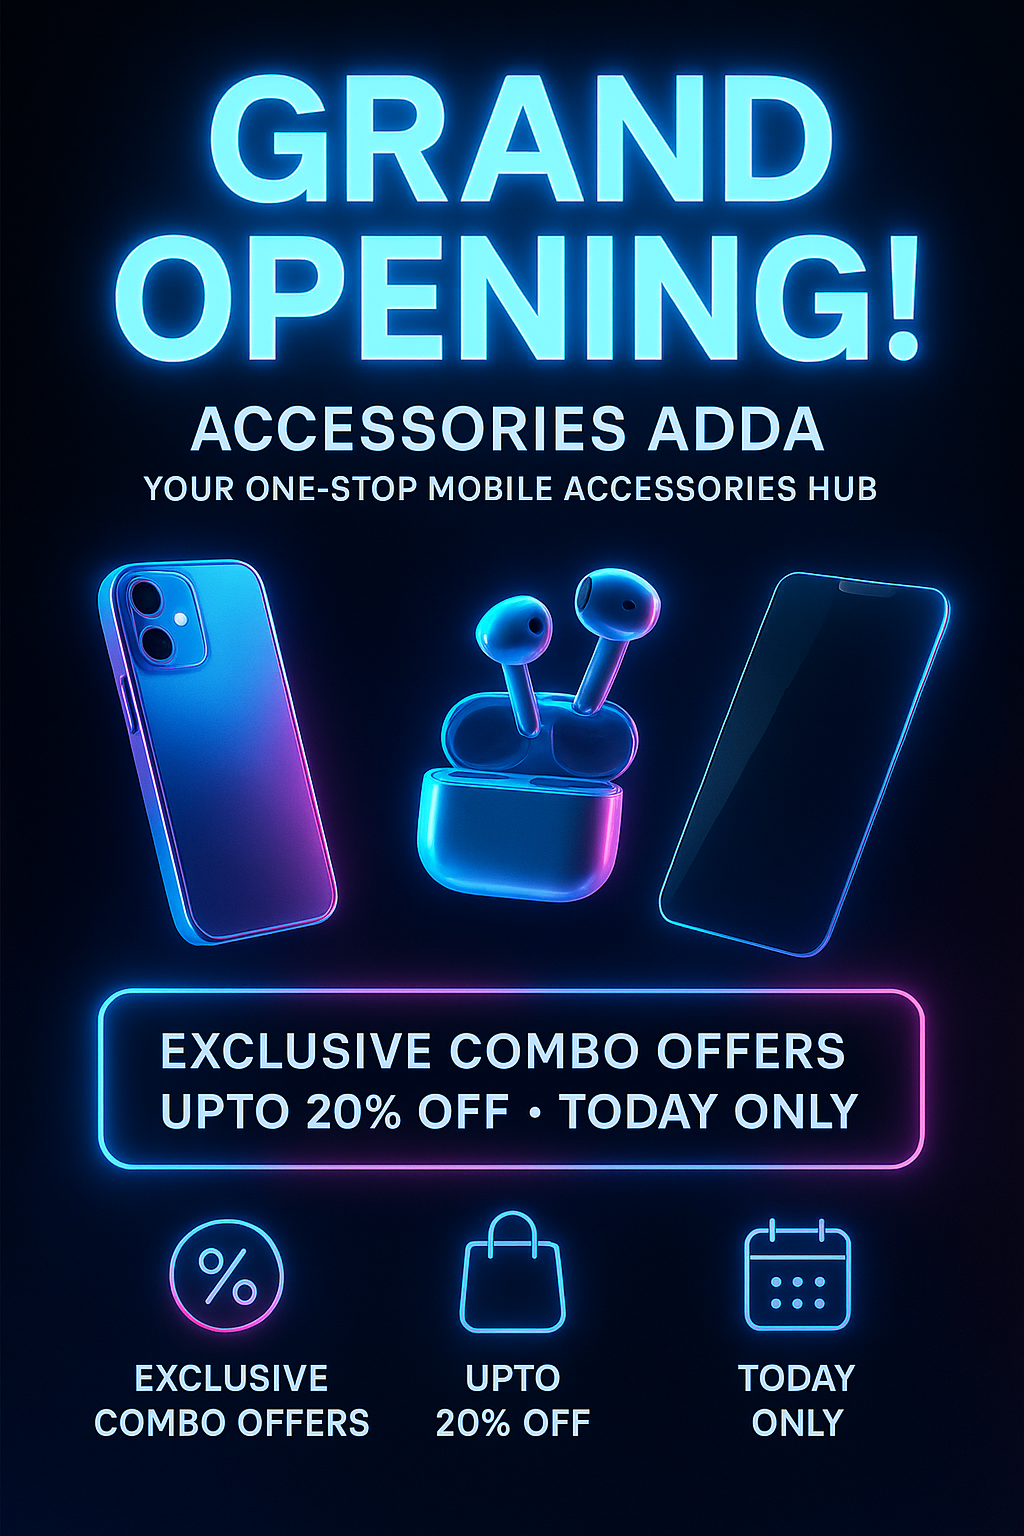 GRAND
OPENING!
ACCESSORIES ADDA
YOUR ONE-STOP MOBILE ACCESSORIES HUB
EXCLUSIVE COMBO OFFERS
UPTO 20% OFF • TODAY ONLY
%
EXCLUSIVE
COMBO OFFERS
UPTO
20% OFF
TODAY
ONLY